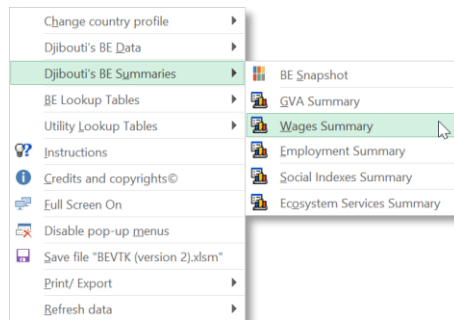 Change country profile
Djibouti's BE Data
Djibouti's BE Summaries
BE Lookup Tables
Utility Lookup Tables
Instructions
Credits and copyrights©
Full Screen On
Disable pop-up menus
Save file "BEVTK (version 2).xlsm"
Print/ Export
Refresh data
BE Snapshot
GVA Summary
Wages Summary
Employment Summary
Social Indexes Summary
Ecosystem Services Summary